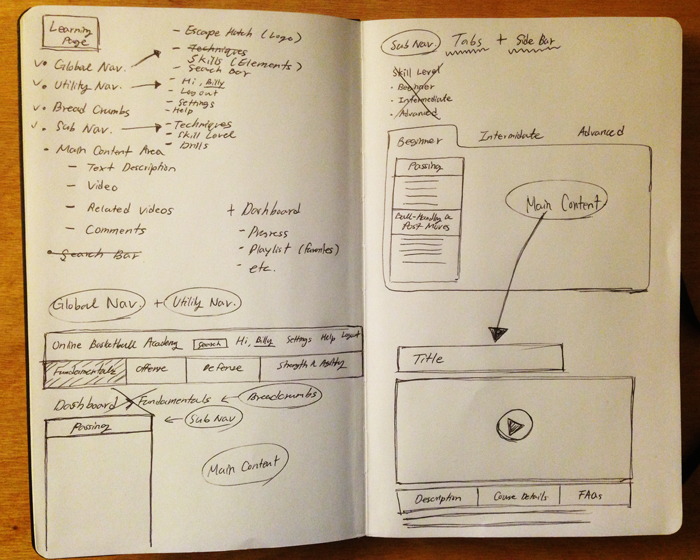 Learning
Page
Global Nav.
Utility Nav.
Bread Crumbs
Sub Nav.
- Main Content Area
- Text Description
- Video
- Related videos
- Comments
- Search Bar
- Escape Hatch (Logo)
- Techniques
Skills (Elements)
- Search Bar
- Hi, Billy
- Logout
- Settings
- Help
- Techniques
- Skill Level
- Drills
+ Dashboard
- Progress
- Playlist (favorites)
- etc.
Global Nav. + Utility Nav.
Online Basketball Academy Search Hi, Billy Settings Help Logout
Fundamentals Offense Defense Strength & Agility
Dashboard > Fundamentals ← Breadcrumbs
Passing ← Sub Nav
Main Content
Sub Nav. Tabs + Side Bar
Skill Level
- Beginner
- Intermediate
- Advanced
Beginner Intermidate Advanced
Passing
Ball-Handling &
Post Moves
Main Content
Title
Description Course Details FAQs